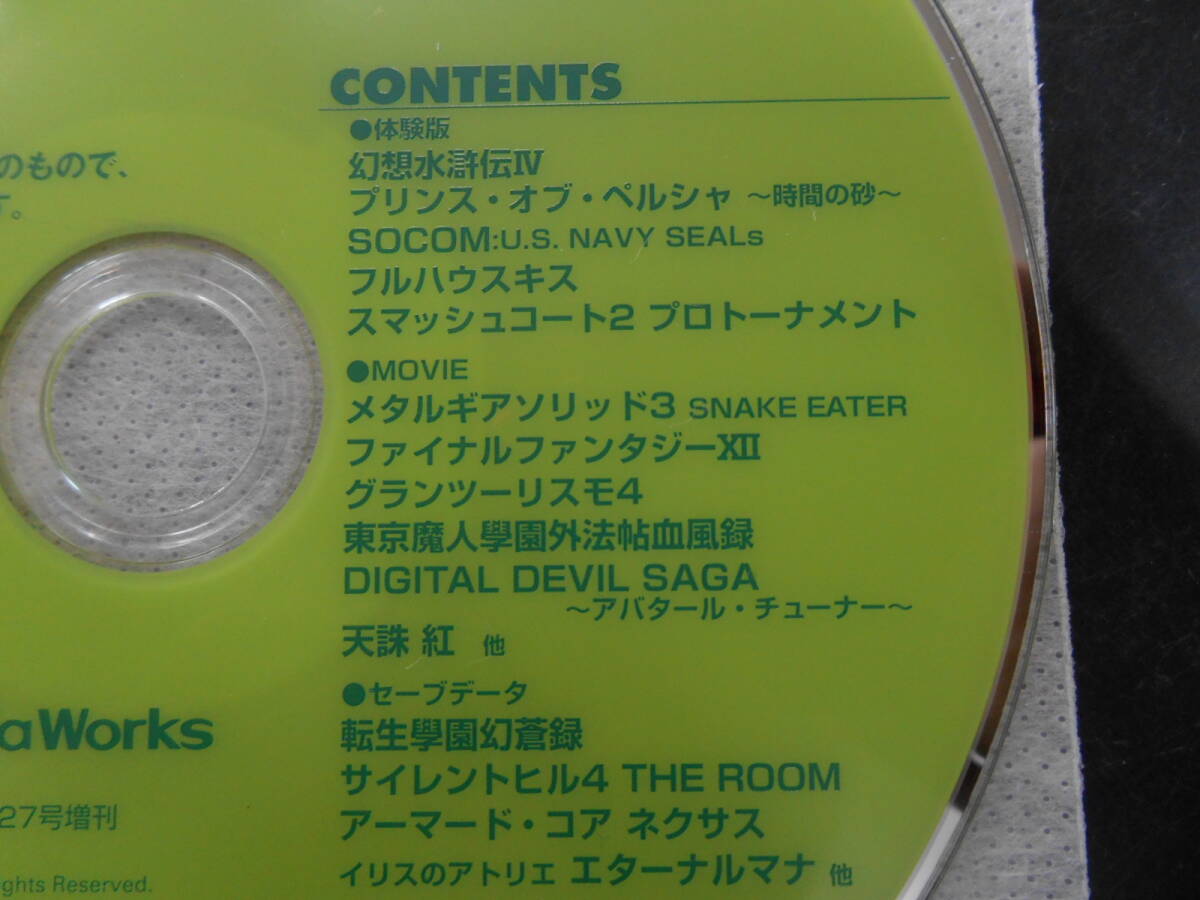 のもので、
す。
CONTENTS
●体験版
幻想水滸伝Ⅳ
プリンス・オブ・ペルシャ ～時間の砂～
SOCOM:U.S. NAVY SEALs
フルハウスキス
スマッシュコート2 プロトーナメント
●MOVIE
メタルギアソリッド3 SNAKE EATER
ファイナルファンタジーⅫ
グランツーリスモ4
東京魔人學園外法帖血風録
DIGITAL DEVIL SAGA
～アバタール・チューナー～
天誅 紅 他
●セーブデータ
転生學園幻蒼録
サイレントヒル4 THE ROOM
アーマード・コア ネクサス
イリスのアトリエ エターナルマナ 他
aWorks
27号増刊
ghts Reserved.